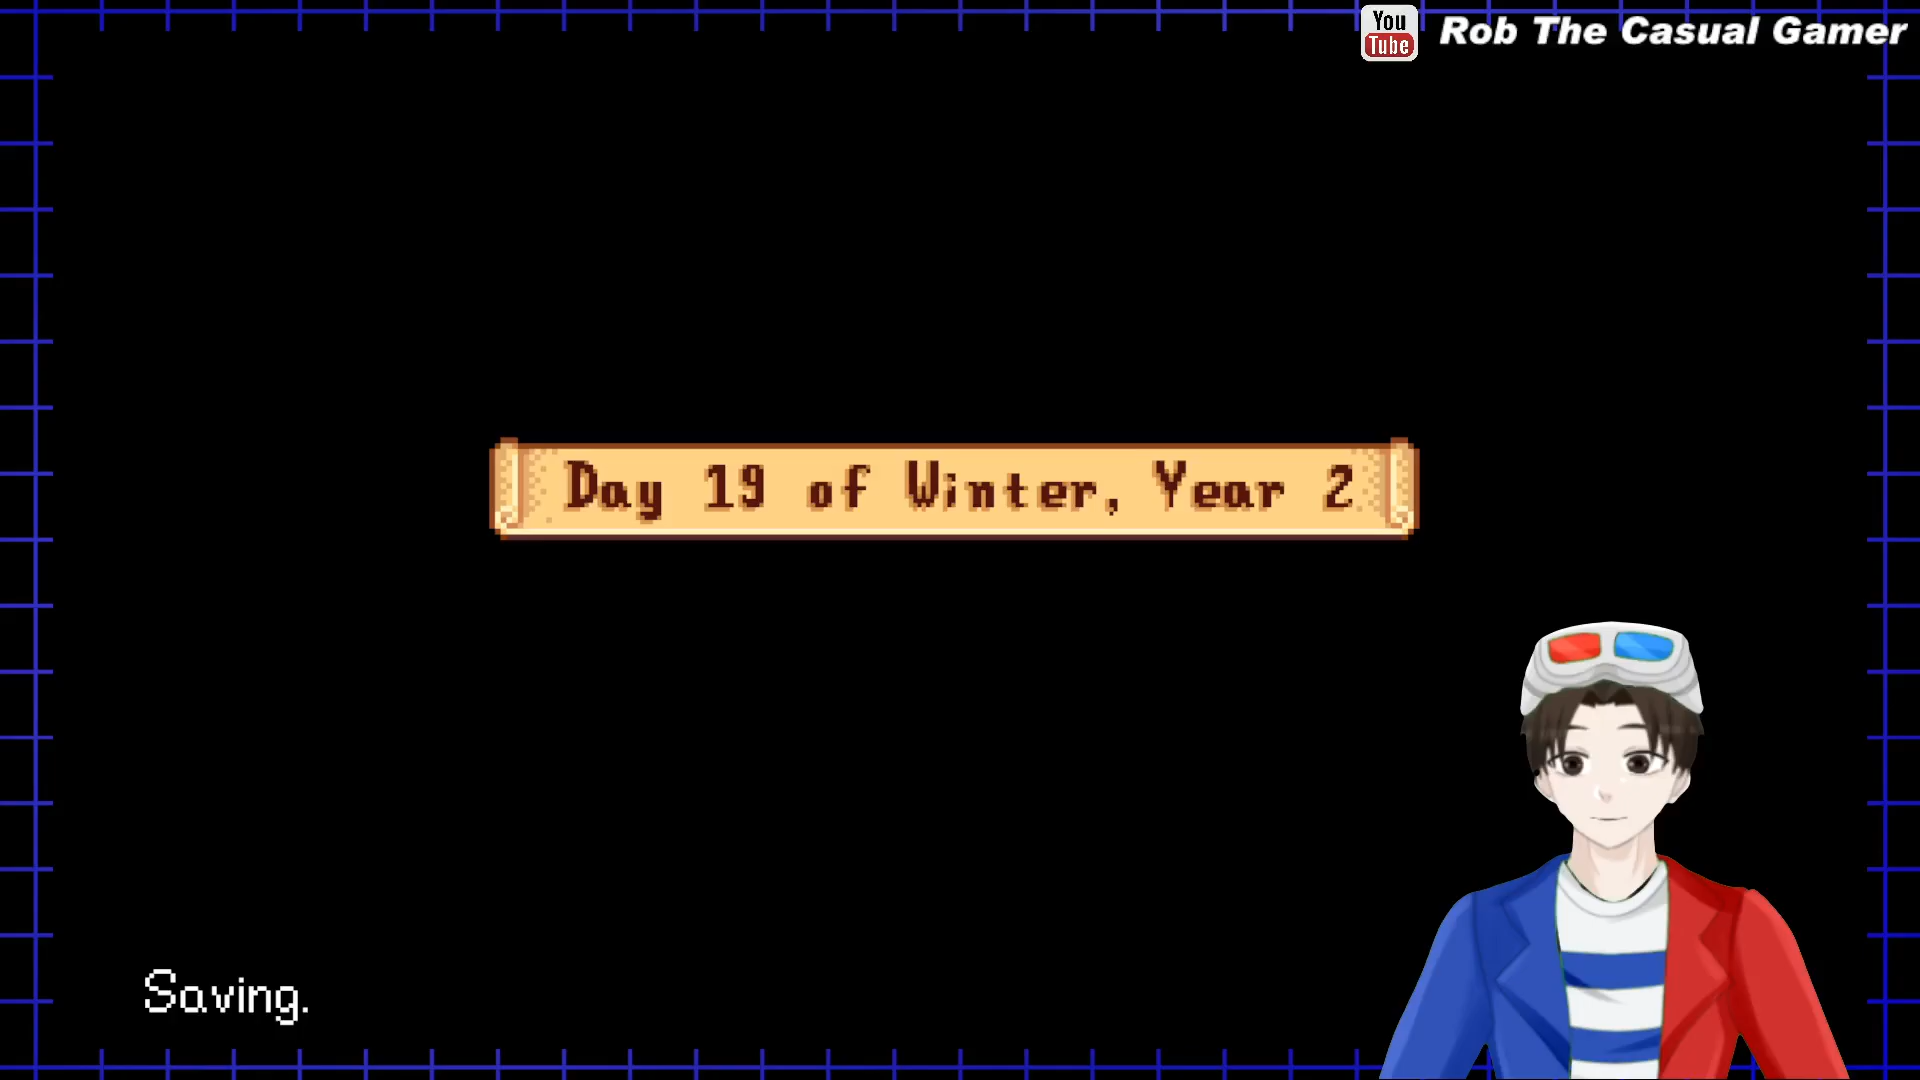 You
Tube
Rob The Casual Gamer
Day 19 of Winter, Year 2
Saving.